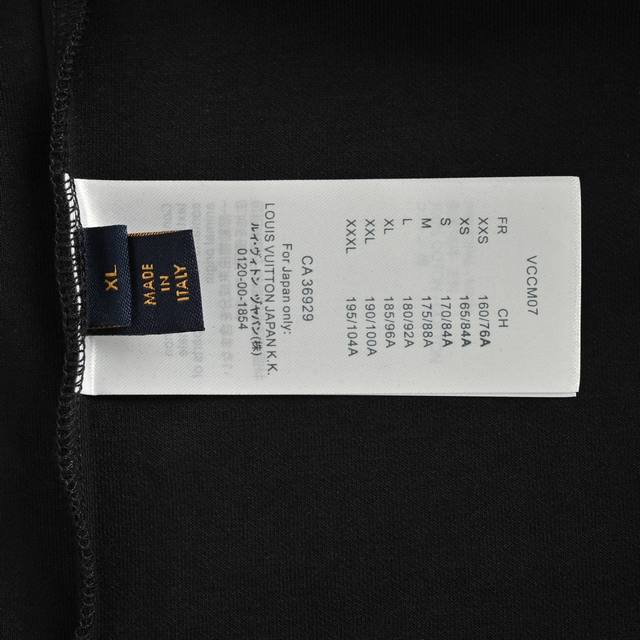 VCCM07
FR CH
XXS 160/76A
XS 165/84A
S 170/84A
M 175/88A
L 180/92A
XL 185/96A
XXL 190/100A
XXXL 195/104A
CA 36929
For Japan only:
LOUIS VUITTON JAPAN K.K.
ルイ・ヴィトン ジャパン(株)
0120-00-1854
MADE
IN
ITALY
XL